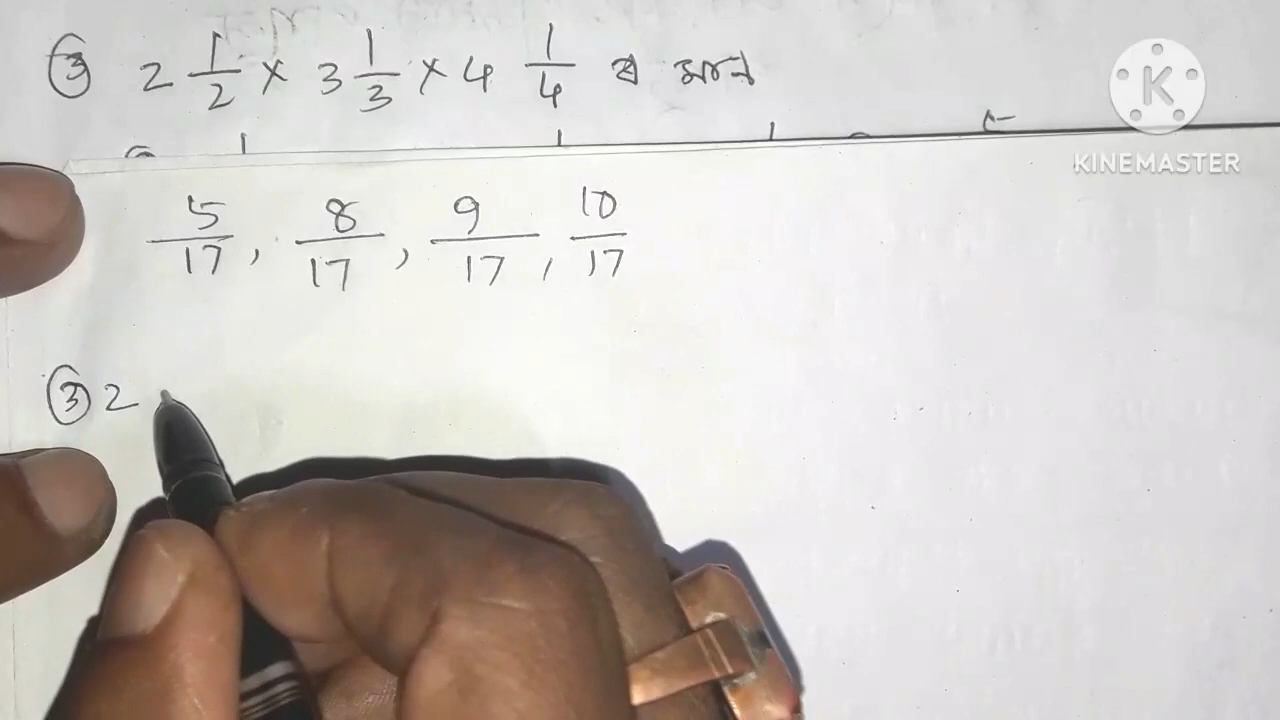 ③ 2 1/2 × 3 1/3 × 4 1/4 র মান
K
KINEMASTER
5/17, 8/17, 9/17, 10/17
③ 2